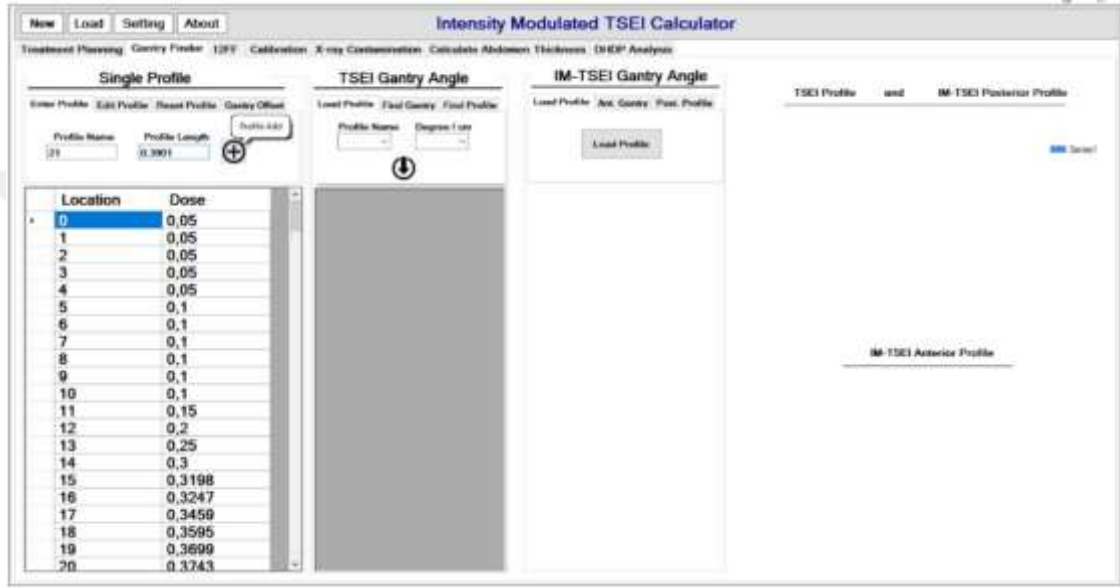 New Load Setting About
Intensity Modulated TSEI Calculator
Treatment Planning Gantry Finder 12FF Calibration X-ray Contamination Calculate Abdomen Thickness DHDP Analysis
Single Profile
Enter Profile Edit Profile Reset Profile Gantry Offset
Profile Name Profile Length Profile Add
21 0.3901
Location Dose
0 0,05
1 0,05
2 0,05
3 0,05
4 0,05
5 0,1
6 0,1
7 0,1
8 0,1
9 0,1
10 0,1
11 0,15
12 0,2
13 0,25
14 0,3
15 0,3198
16 0,3247
17 0,3459
18 0,3595
19 0,3699
20 0,3743
TSEI Gantry Angle
Load Profile Find Gantry Find Profile
Profile Name Degree / cm
IM-TSEI Gantry Angle
Load Profile Ant. Gantry Post. Profile
Load Profile
TSEI Profile and IM-TSEI Posterior Profile
Series1
IM-TSEI Anterior Profile